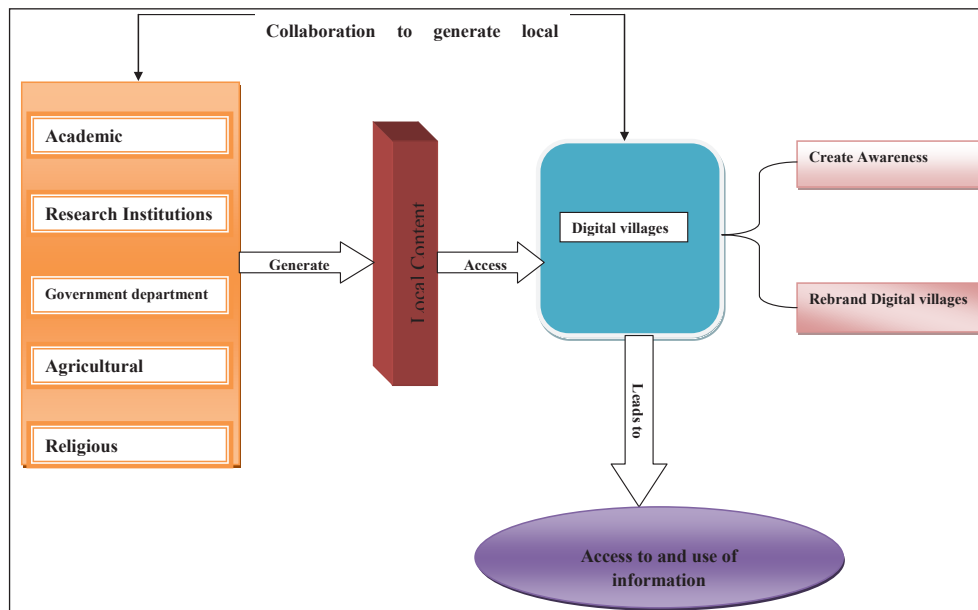 Collaboration to generate local
Academic
Research Institutions
Government department
Agricultural
Religious
Generate
Local Content
Access
Digital villages
Create Awareness
Rebrand Digital villages
Leads to
Access to and use of
information